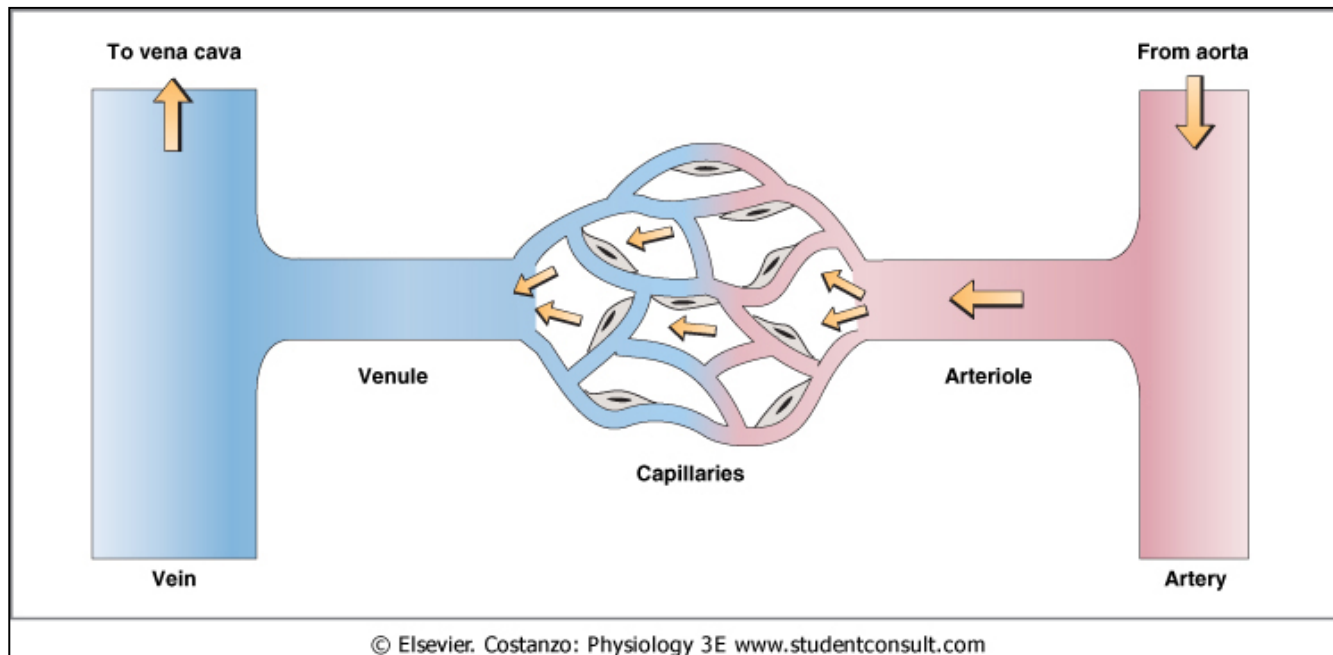 To vena cava
From aorta
Venule
Arteriole
Capillaries
Vein
Artery
© Elsevier. Costanzo: Physiology 3E www.studentconsult.com